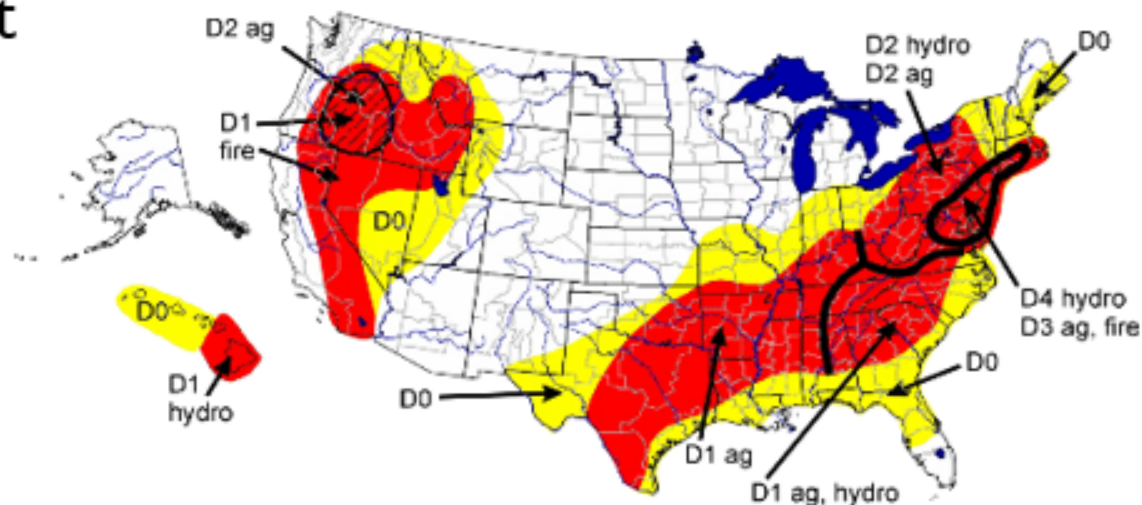 t
D2 ag
D1
fire
D0
D0
D1
hydro
D0
D2 hydro
D2 ag
D0
D4 hydro
D3 ag, fire
D0
D1 ag
D1 ag, hydro